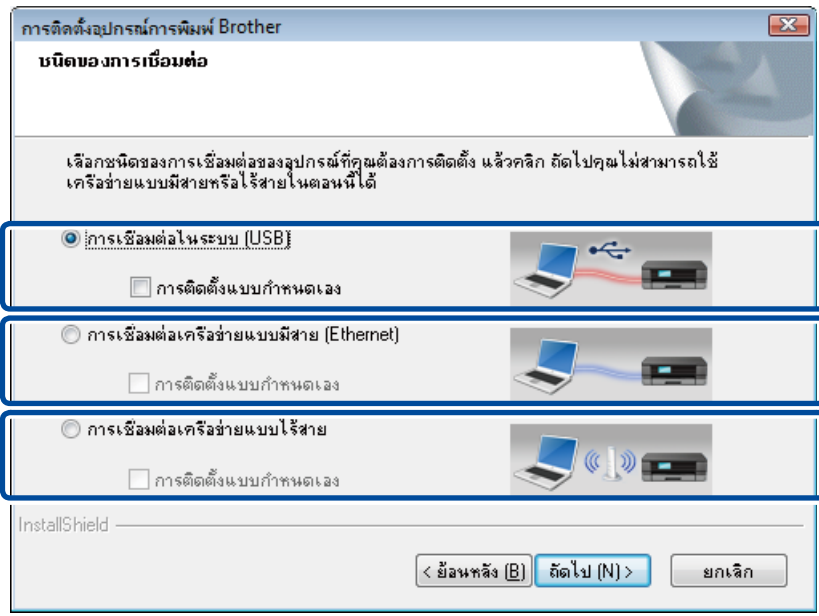 การติดตั้งอุปกรณ์การพิมพ์ Brother
ชนิดของการเชื่อมต่อ
เลือกชนิดของการเชื่อมต่อของอุปกรณ์ที่คุณต้องการติดตั้ง แล้วคลิก ถัดไปคุณไม่สามารถใช้
เครือข่ายแบบมีสายหรือไร้สายในตอนนี้ได้
การเชื่อมต่อในระบบ (USB)
การติดตั้งแบบกำหนดเอง
การเชื่อมต่อเครือข่ายแบบมีสาย (Ethernet)
การติดตั้งแบบกำหนดเอง
การเชื่อมต่อเครือข่ายแบบไร้สาย
การติดตั้งแบบกำหนดเอง
InstallShield
< ย้อนหลัง (B) ถัดไป (N) > ยกเลิก